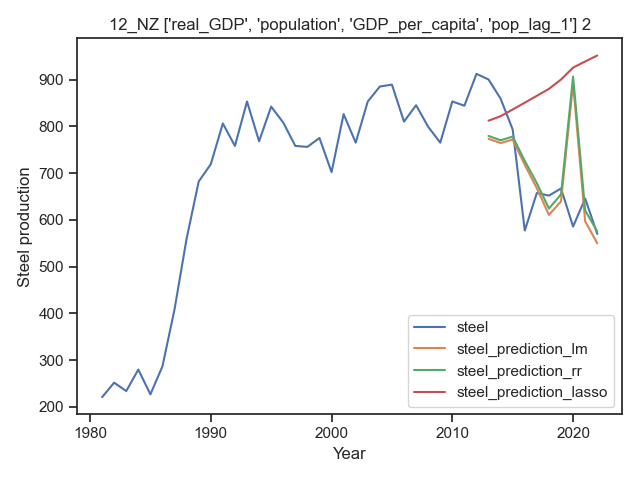 12_NZ ['real_GDP', 'population', 'GDP_per_capita', 'pop_lag_1'] 2
900
800
700
600
500
400
300
200
Steel production
steel
steel_prediction_lm
steel_prediction_rr
steel_prediction_lasso
1980
1990
2000
2010
2020
Year